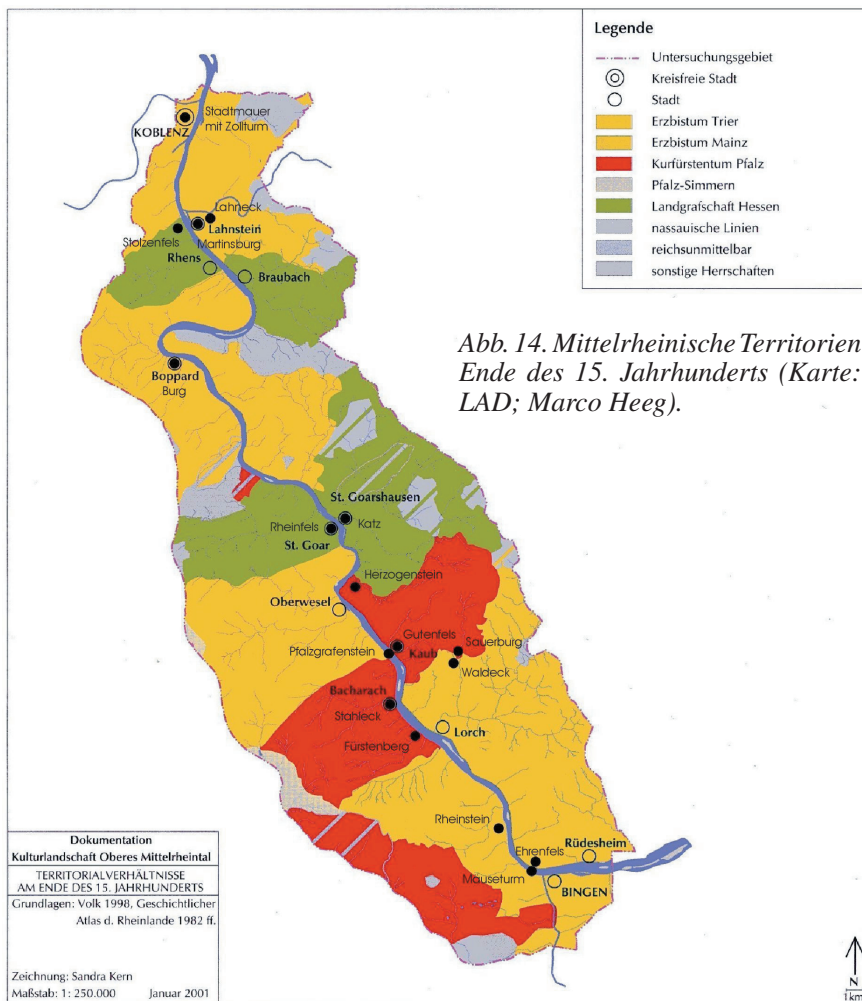 Legende
Untersuchungsgebiet
Kreisfreie Stadt
Stadt
Erzbistum Trier
Erzbistum Mainz
Kurfürstentum Pfalz
Pfalz-Simmern
Landgrafschaft Hessen
nassauische Linien
reichsunmittelbar
sonstige Herrschaften
Abb. 14. Mittelrheinische Territorien
Ende des 15. Jahrhunderts (Karte:
LAD; Marco Heeg).
Stadtmauer
mit Zollturm
KOBLENZ
Lahneck
Lahnstein
Stolzenfels
Martinsburg
Rhens
Braubach
Boppard
Burg
St. Goarshausen
Rheinfels
Katz
St. Goar
Herzogenstein
Oberwesel
Gutenfels
Sauerburg
Pfalzgrafenstein
Kaub
Waldeck
Bacharach
Stahleck
Lorch
Fürstenberg
Rheinstein
Ehrenfels
Rüdesheim
Mäuseturm
BINGEN
Dokumentation
Kulturlandschaft Oberes Mittelrheintal
TERRITORIALVERHÄLTNISSE
AM ENDE DES 15. JAHRHUNDERTS
Grundlagen: Volk 1998, Geschichtlicher
Atlas d. Rheinlande 1982 ff.
Zeichnung: Sandra Kern
Maßstab: 1: 250.000 Januar 2001
N
1km